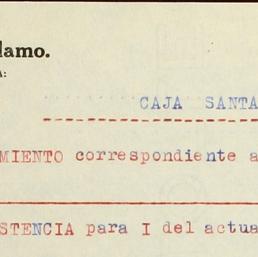 lamo.
A:
CAJA SANTA
MIENTO correspondiente a
STENCIA para I del actua